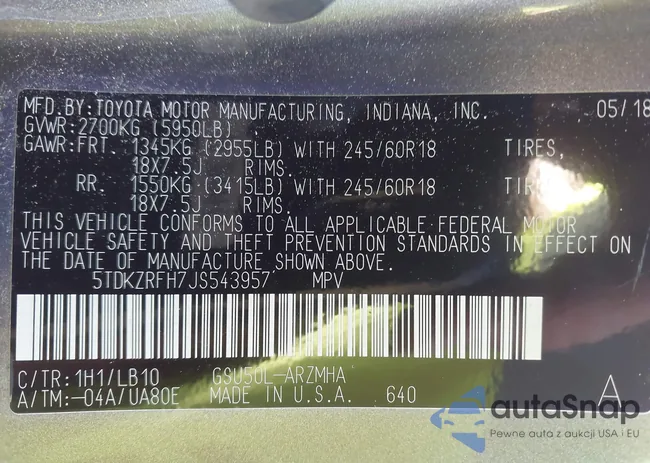 MFD.BY:TOYOTA MOTOR MANUFACTURING, INDIANA, INC. 05/18
GVWR:2700KG (5950LB)
GAWR:FRT. 1345KG (2955LB) WITH 245/60R18 TIRES,
18X7.5J RIMS.
RR. 1550KG (3415LB) WITH 245/60R18 TIRES,
18X7.5J RIMS.
THIS VEHICLE CONFORMS TO ALL APPLICABLE FEDERAL MOTOR
VEHICLE SAFETY AND THEFT PREVENTION STANDARDS IN EFFECT ON
THE DATE OF MANUFACTURE SHOWN ABOVE.
5TDKZRFH7JS543957 MPV
C/TR:1H1/LB10 GSU50L-ARZMHA
A/TM:-04A/UA80E MADE IN U.S.A. 640 A
autaSnap
Pewne auta z aukcji USA i EU